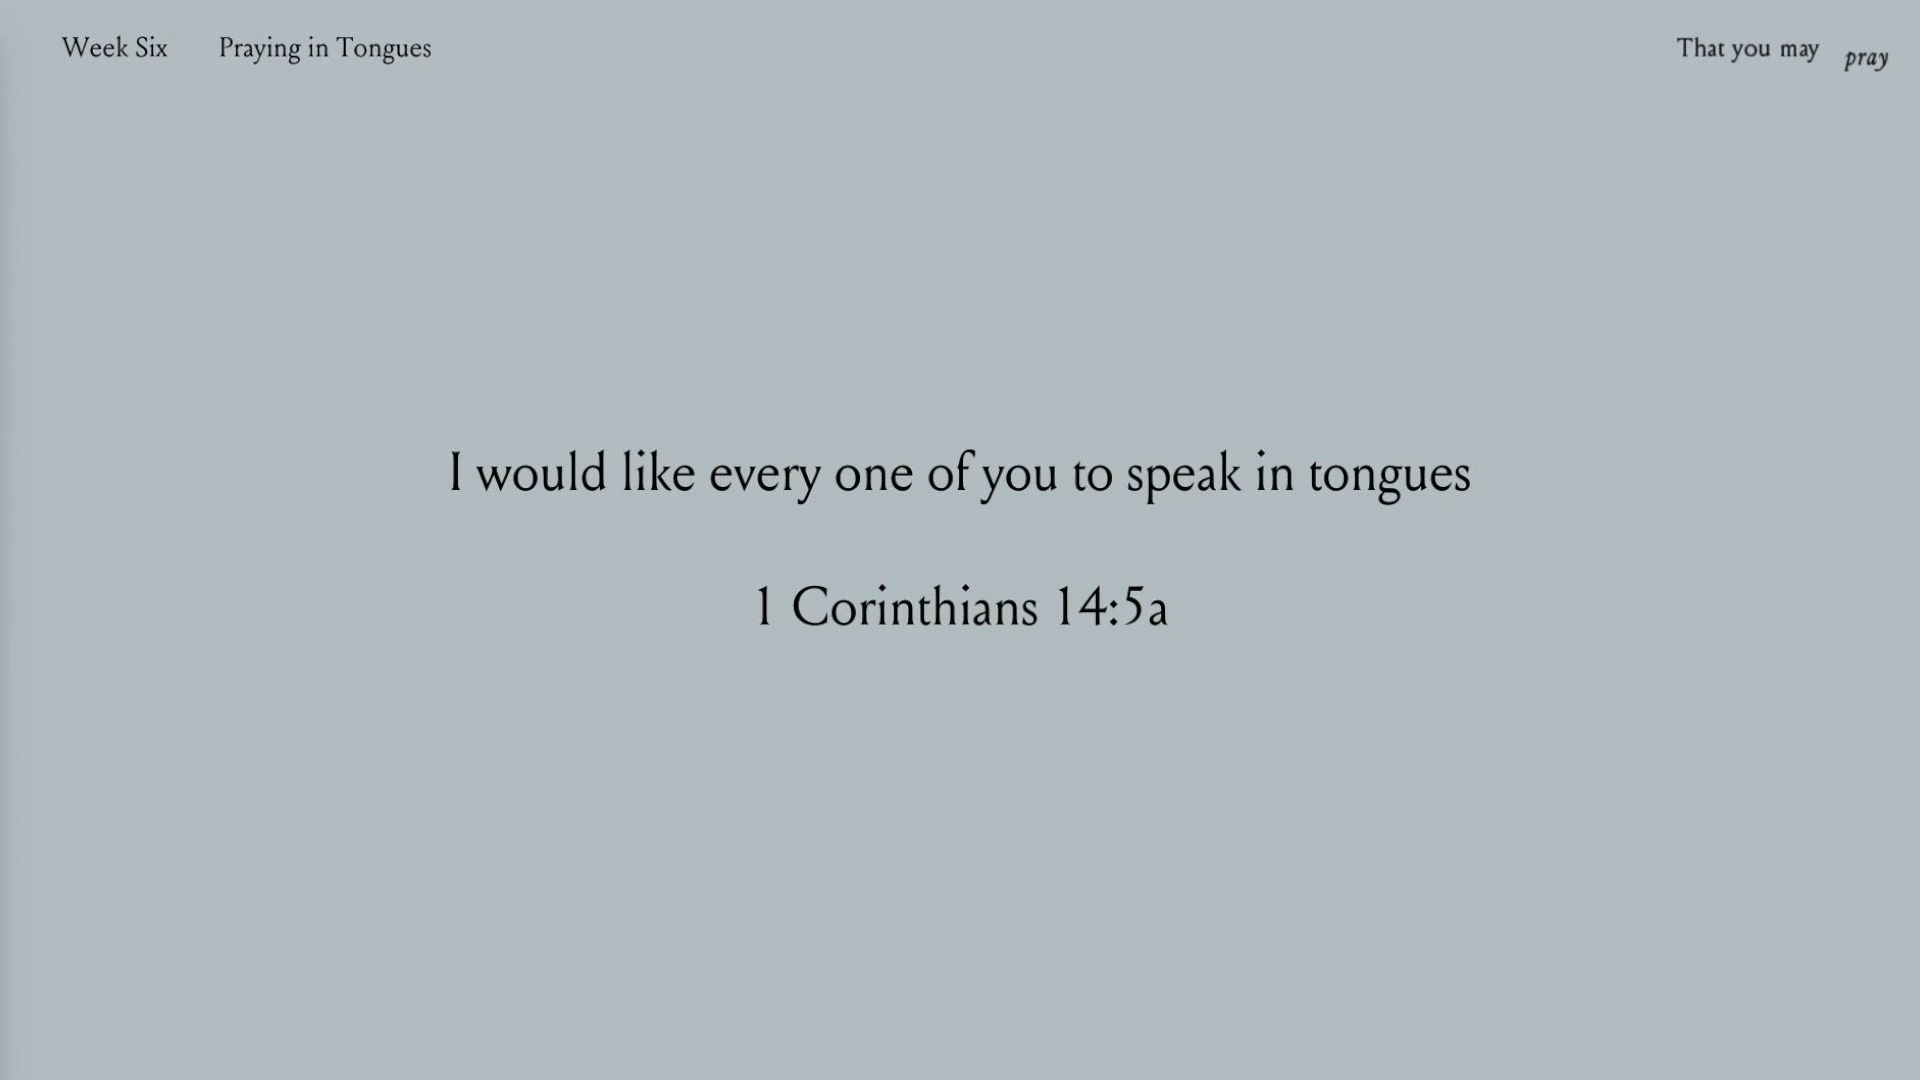 Week Six Praying in Tongues That you may pray
I would like every one of you to speak in tongues
1 Corinthians 14:5a